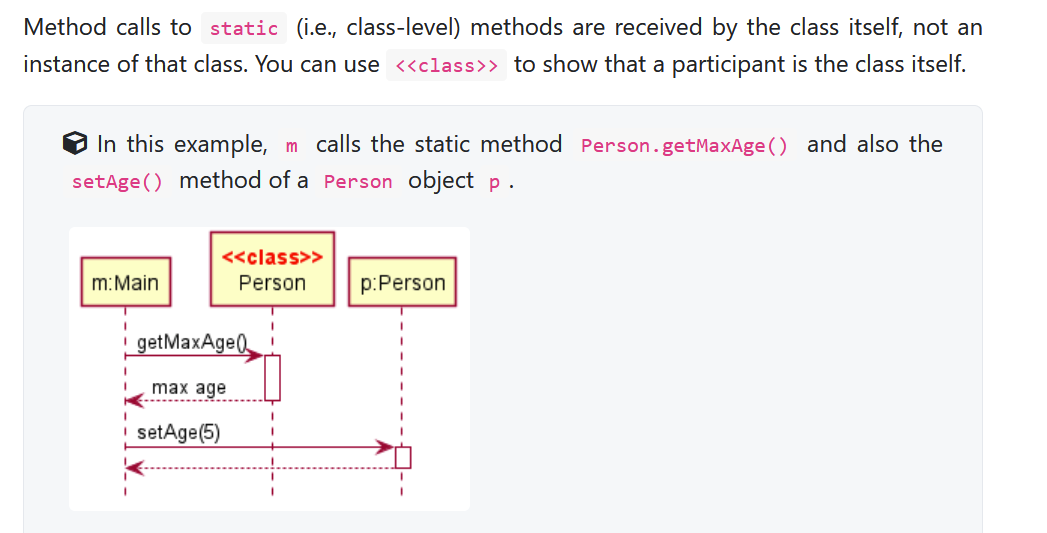 Method calls to static (i.e., class-level) methods are received by the class itself, not an
instance of that class. You can use <<class>> to show that a participant is the class itself.
In this example, m calls the static method Person.getMaxAge() and also the
setAge() method of a Person object p .
<<class>>
m:Main Person p:Person
getMaxAge()
max age
setAge(5)